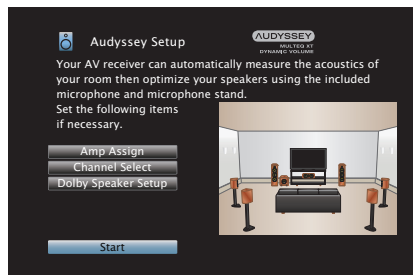 Audyssey Setup
AUDYSSEY
MULTEQ XT
DYNAMIC VOLUME
Your AV receiver can automatically measure the acoustics of
your room then optimize your speakers using the included
microphone and microphone stand.
Set the following items
if necessary.
Amp Assign
Channel Select
Dolby Speaker Setup
Start